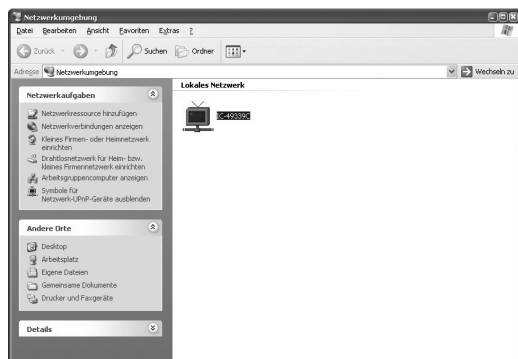 Netzwerkumgebung
Datei Bearbeiten Ansicht Favoriten Extras ?
Zurück Suchen Ordner
Adresse Netzwerkumgebung Wechseln zu
Netzwerkaufgaben
Netzwerkressource hinzufügen
Netzwerkverbindungen anzeigen
Kleines Firmen- oder Heimnetzwerk
einrichten
Drahtlosnetzwerk für Heim- bzw.
kleines Firmennetzwerk einrichten
Arbeitsgruppencomputer anzeigen
Symbole für
Netzwerk-UPnP-Geräte ausblenden
Andere Orte
Desktop
Arbeitsplatz
Eigene Dateien
Gemeinsame Dokumente
Drucker und Faxgeräte
Details
Lokales Netzwerk
IC-49339C